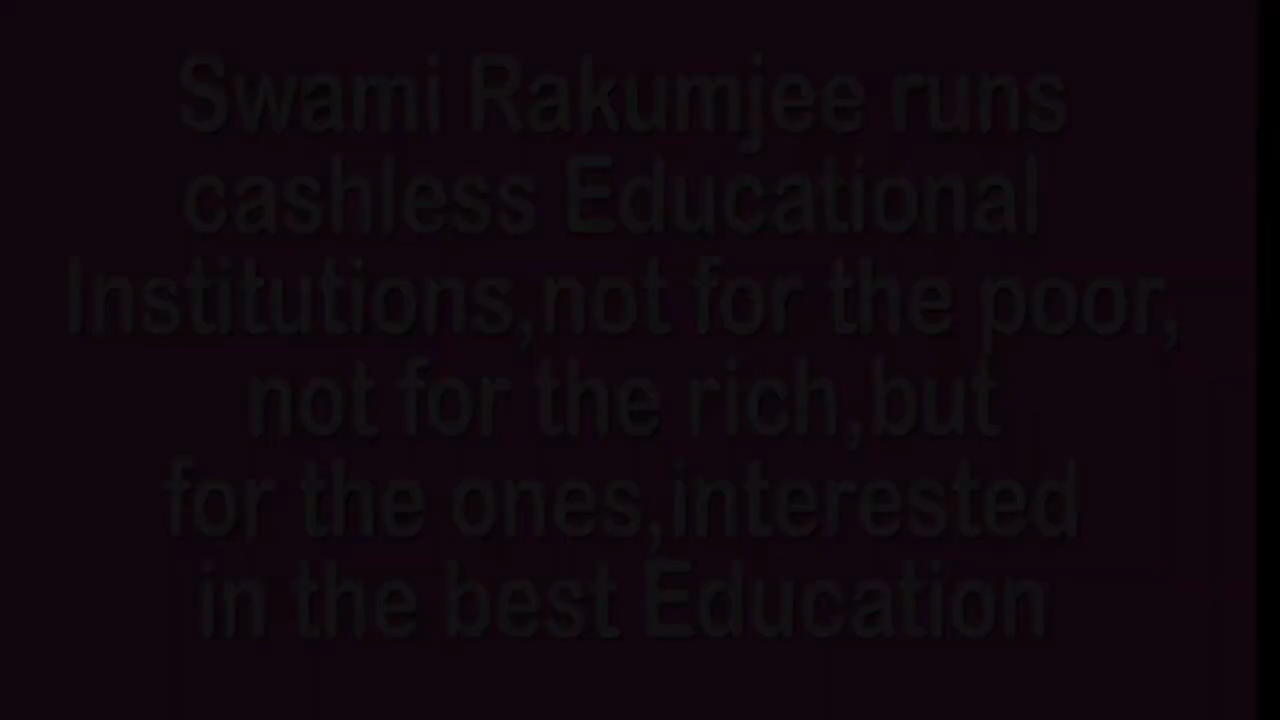 Swami Rakumjee runs
cashless Educational
Institutions,not for the poor,
not for the rich,but
for the ones,interested
in the best Education